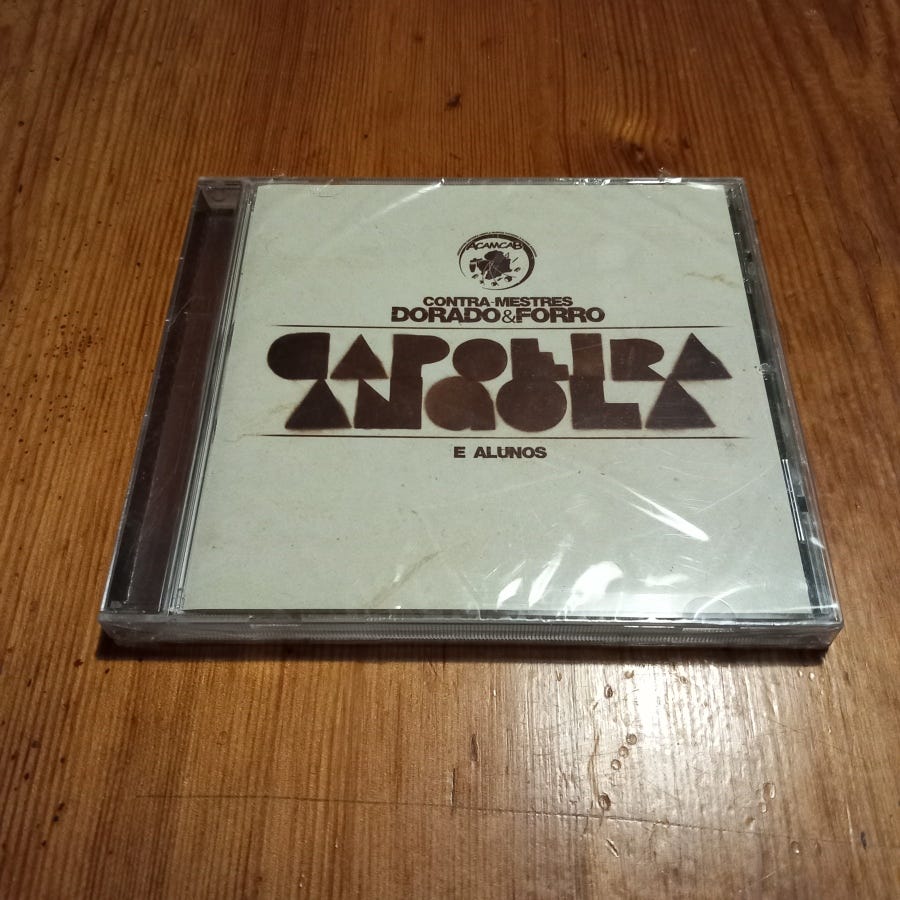 ACAMCAB
CONTRA-MESTRES
DORADO&FORRO
CAPOEIRA
ANGOLA
E ALUNOS